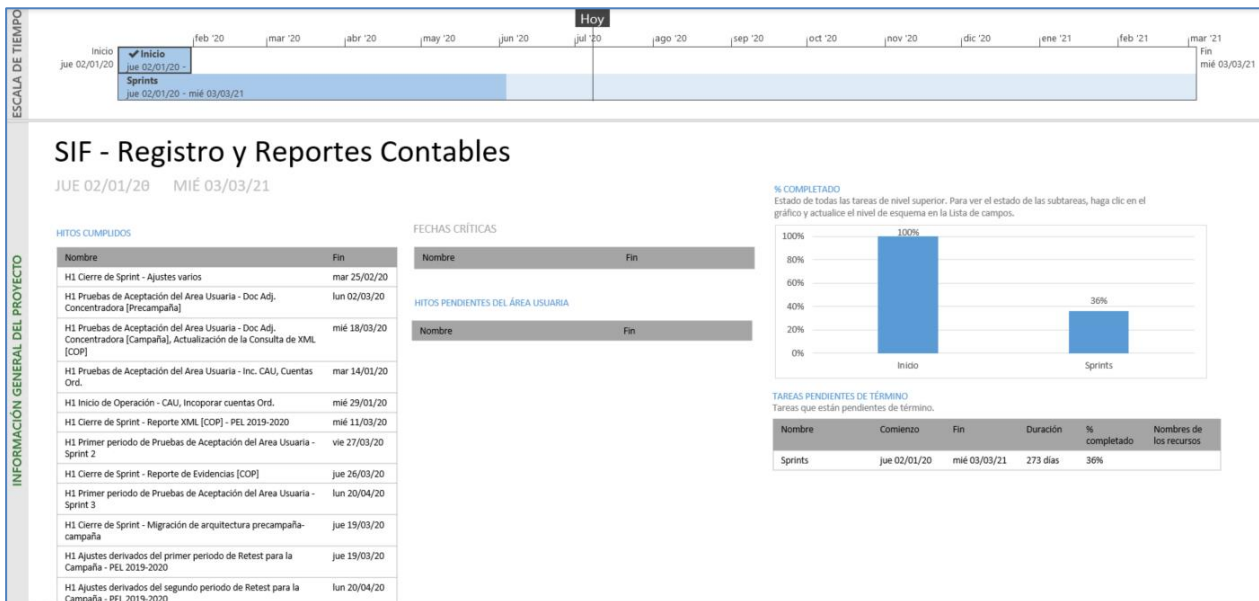 ESCALA DE TIEMPO
Hoy
feb '20 mar '20 abr '20 may '20 jun '20 jul '20 ago '20 sep '20 oct '20 nov '20 dic '20 ene '21 feb '21 mar '21
Inicio
jue 02/01/20
✔ Inicio
jue 02/01/20 -
Sprints
jue 02/01/20 - mié 03/03/21
Fin
mié 03/03/21
INFORMACIÓN GENERAL DEL PROYECTO
SIF - Registro y Reportes Contables
JUE 02/01/20 MIÉ 03/03/21
HITOS CUMPLIDOS
Nombre Fin
H1 Cierre de Sprint - Ajustes varios mar 25/02/20
H1 Pruebas de Aceptación del Area Usuaria - Doc Adj. lun 02/03/20
Concentradora [Precampaña]
H1 Pruebas de Aceptación del Area Usuaria - Doc Adj. mié 18/03/20
Concentradora [Campaña], Actualización de la Consulta de XML
[COP]
H1 Pruebas de Aceptación del Area Usuaria - Inc. CAU, Cuentas mar 14/01/20
Ord.
H1 Inicio de Operación - CAU, Incoporar cuentas Ord. mié 29/01/20
H1 Cierre de Sprint - Reporte XML [COP] - PEL 2019-2020 mié 11/03/20
H1 Primer periodo de Pruebas de Aceptación del Area Usuaria - vie 27/03/20
Sprint 2
H1 Cierre de Sprint - Reporte de Evidencias [COP] jue 26/03/20
H1 Primer periodo de Pruebas de Aceptación del Area Usuaria - lun 20/04/20
Sprint 3
H1 Cierre de Sprint - Migración de arquitectura precampaña- jue 19/03/20
campaña
H1 Ajustes derivados del primer periodo de Retest para la jue 19/03/20
Campaña - PEL 2019-2020
H1 Ajustes derivados del segundo periodo de Retest para la lun 20/04/20
Campaña - PEL 2019-2020
FECHAS CRÍTICAS
Nombre Fin
HITOS PENDIENTES DEL ÁREA USUARIA
Nombre Fin
% COMPLETADO
Estado de todas las tareas de nivel superior. Para ver el estado de las subtareas, haga clic en el
gráfico y actualice el nivel de esquema en la Lista de campos.
100%
80%
60%
40%
20%
0%
100%
36%
Inicio Sprints
TAREAS PENDIENTES DE TÉRMINO
Tareas que están pendientes de término.
Nombre Comienzo Fin Duración % completado Nombres de los recursos
Sprints jue 02/01/20 mié 03/03/21 273 días 36%